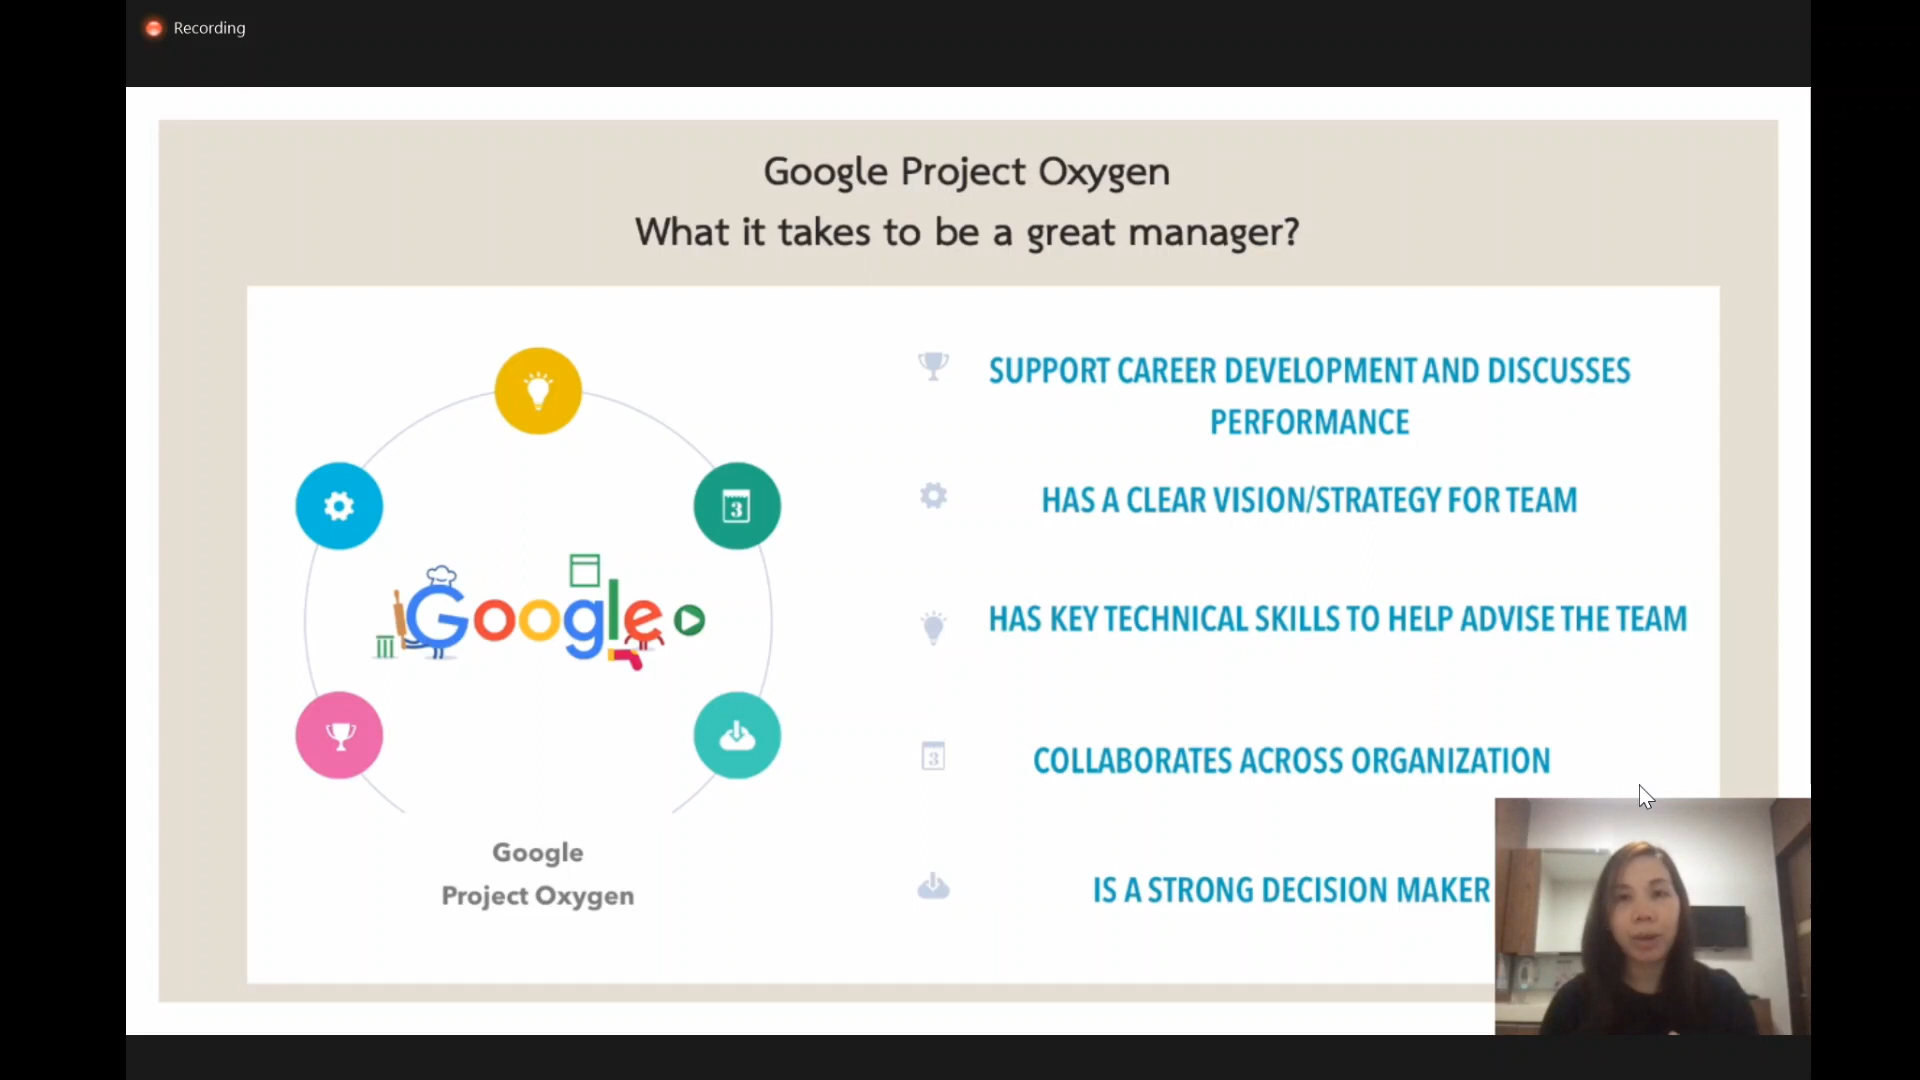 Recording
Google Project Oxygen
What it takes to be a great manager?
SUPPORT CAREER DEVELOPMENT AND DISCUSSES
PERFORMANCE
3
HAS A CLEAR VISION/STRATEGY FOR TEAM
Google
HAS KEY TECHNICAL SKILLS TO HELP ADVISE THE TEAM
3
COLLABORATES ACROSS ORGANIZATION
Google
Project Oxygen
IS A STRONG DECISION MAKER